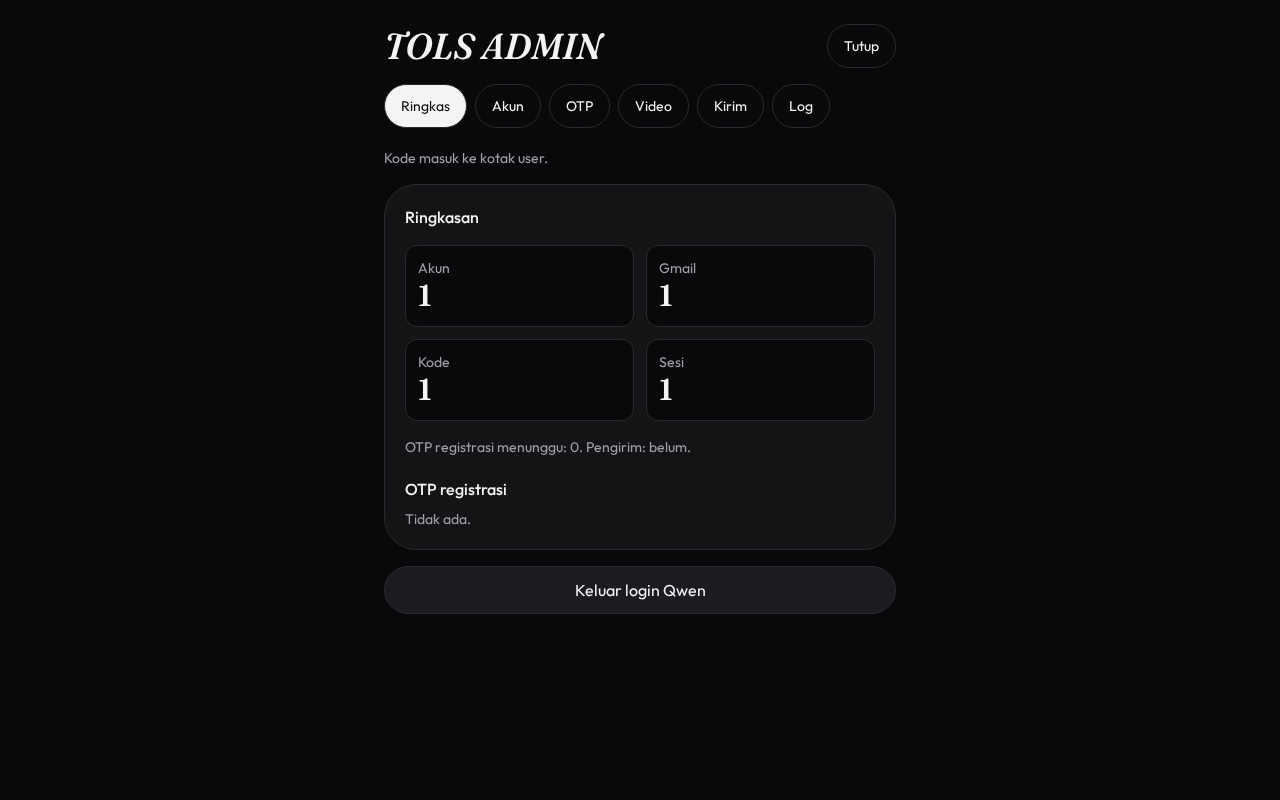 TOLS ADMIN
Tutup
Ringkas
Akun
OTP
Video
Kirim
Log
Kode masuk ke kotak user.
Ringkasan
Akun
1
Gmail
1
Kode
1
Sesi
1
OTP registrasi menunggu: 0. Pengirim: belum.
OTP registrasi
Tidak ada.
Keluar login Qwen